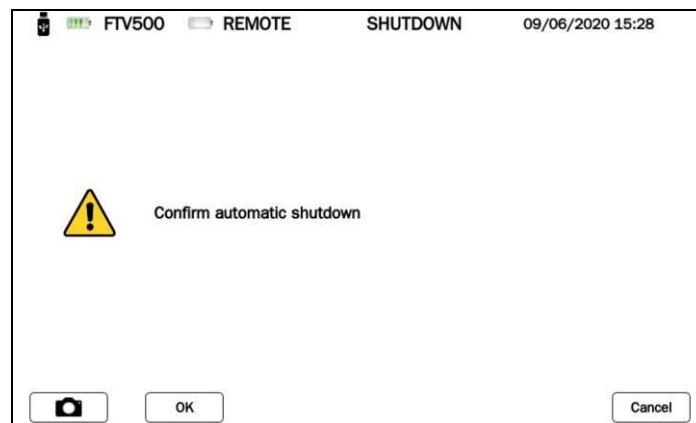 FTV500 REMOTE SHUTDOWN 09/06/2020 15:28
Confirm automatic shutdown
OK Cancel